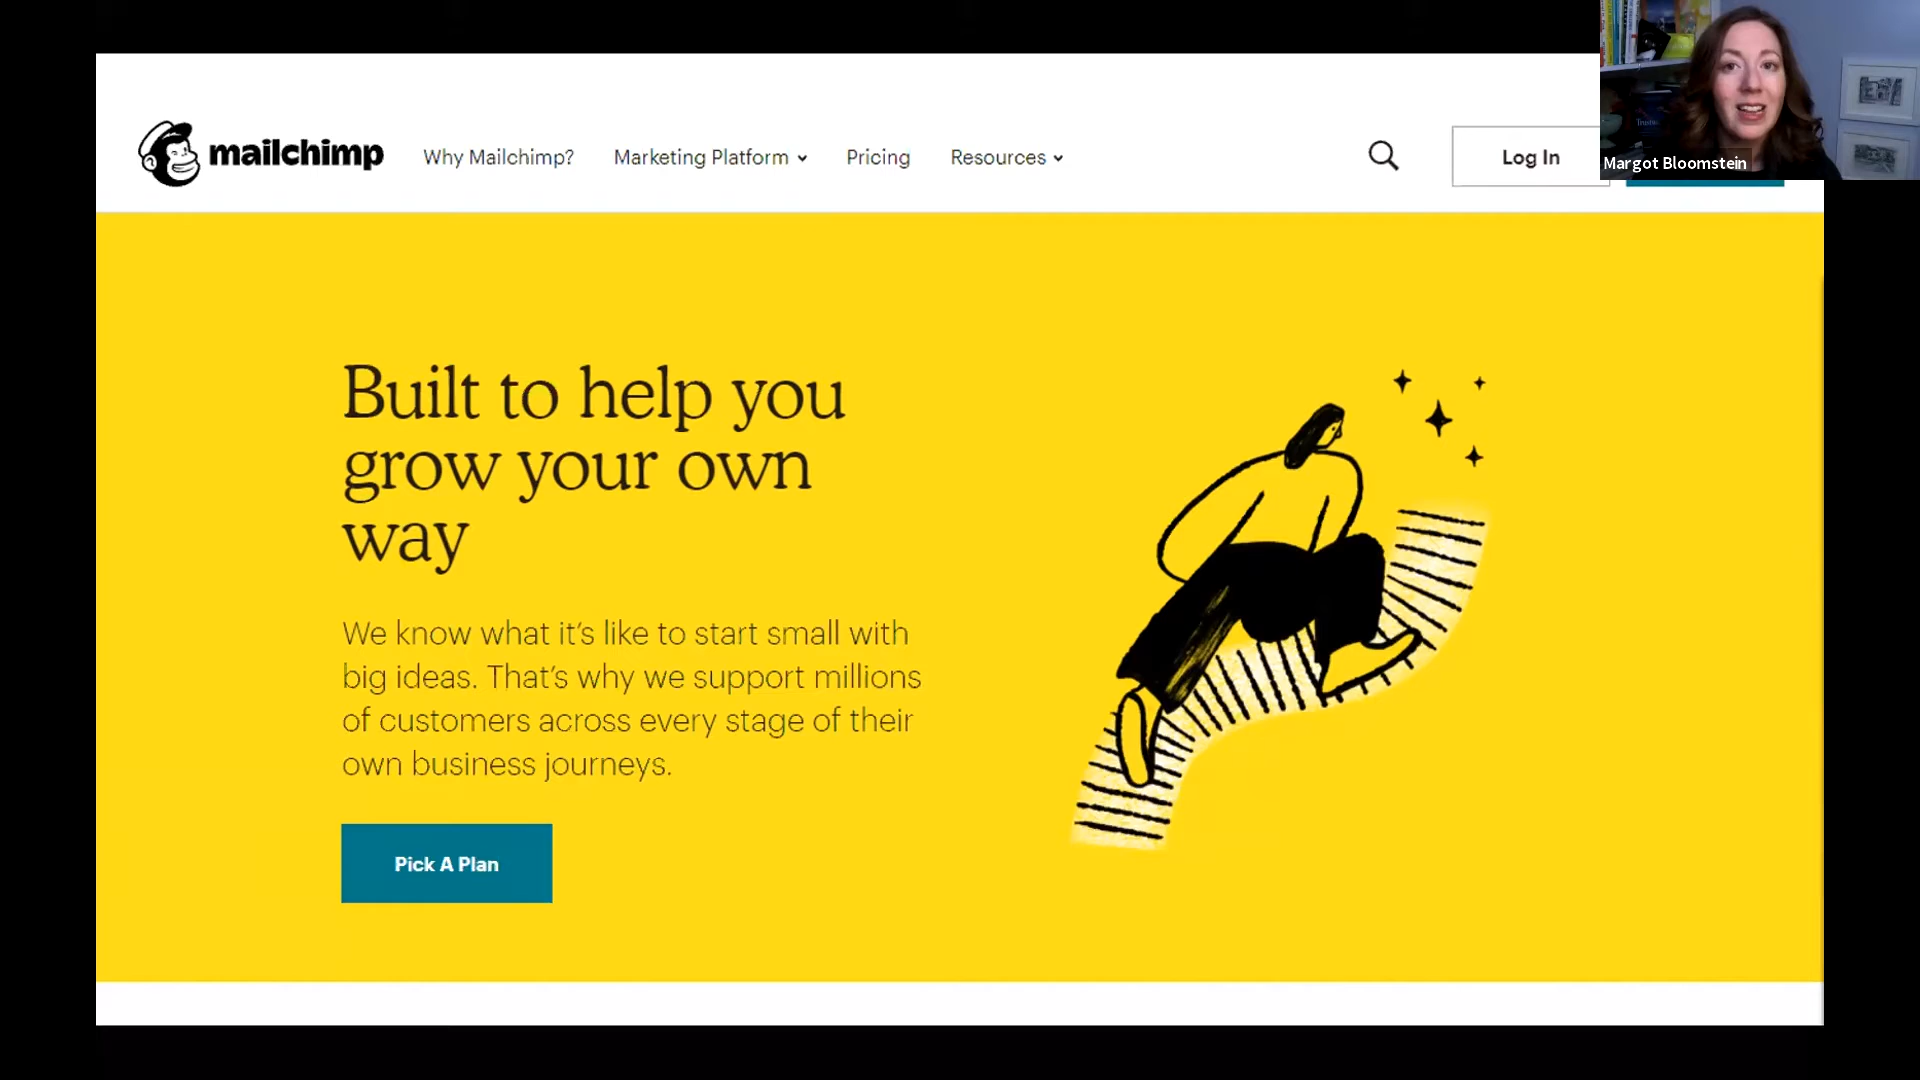 mailchimp
Why Mailchimp?
Marketing Platform
Pricing
Resources
Log In
Margot Bloomstein
Built to help you
grow your own
way
We know what it's like to start small with
big ideas. That's why we support millions
of customers across every stage of their
own business journeys.
Pick A Plan